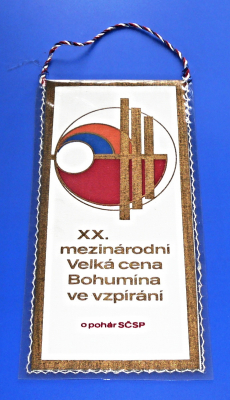 XX.
mezinárodní
Velká cena
Bohumína
ve vzpírání
o pohár SČSP